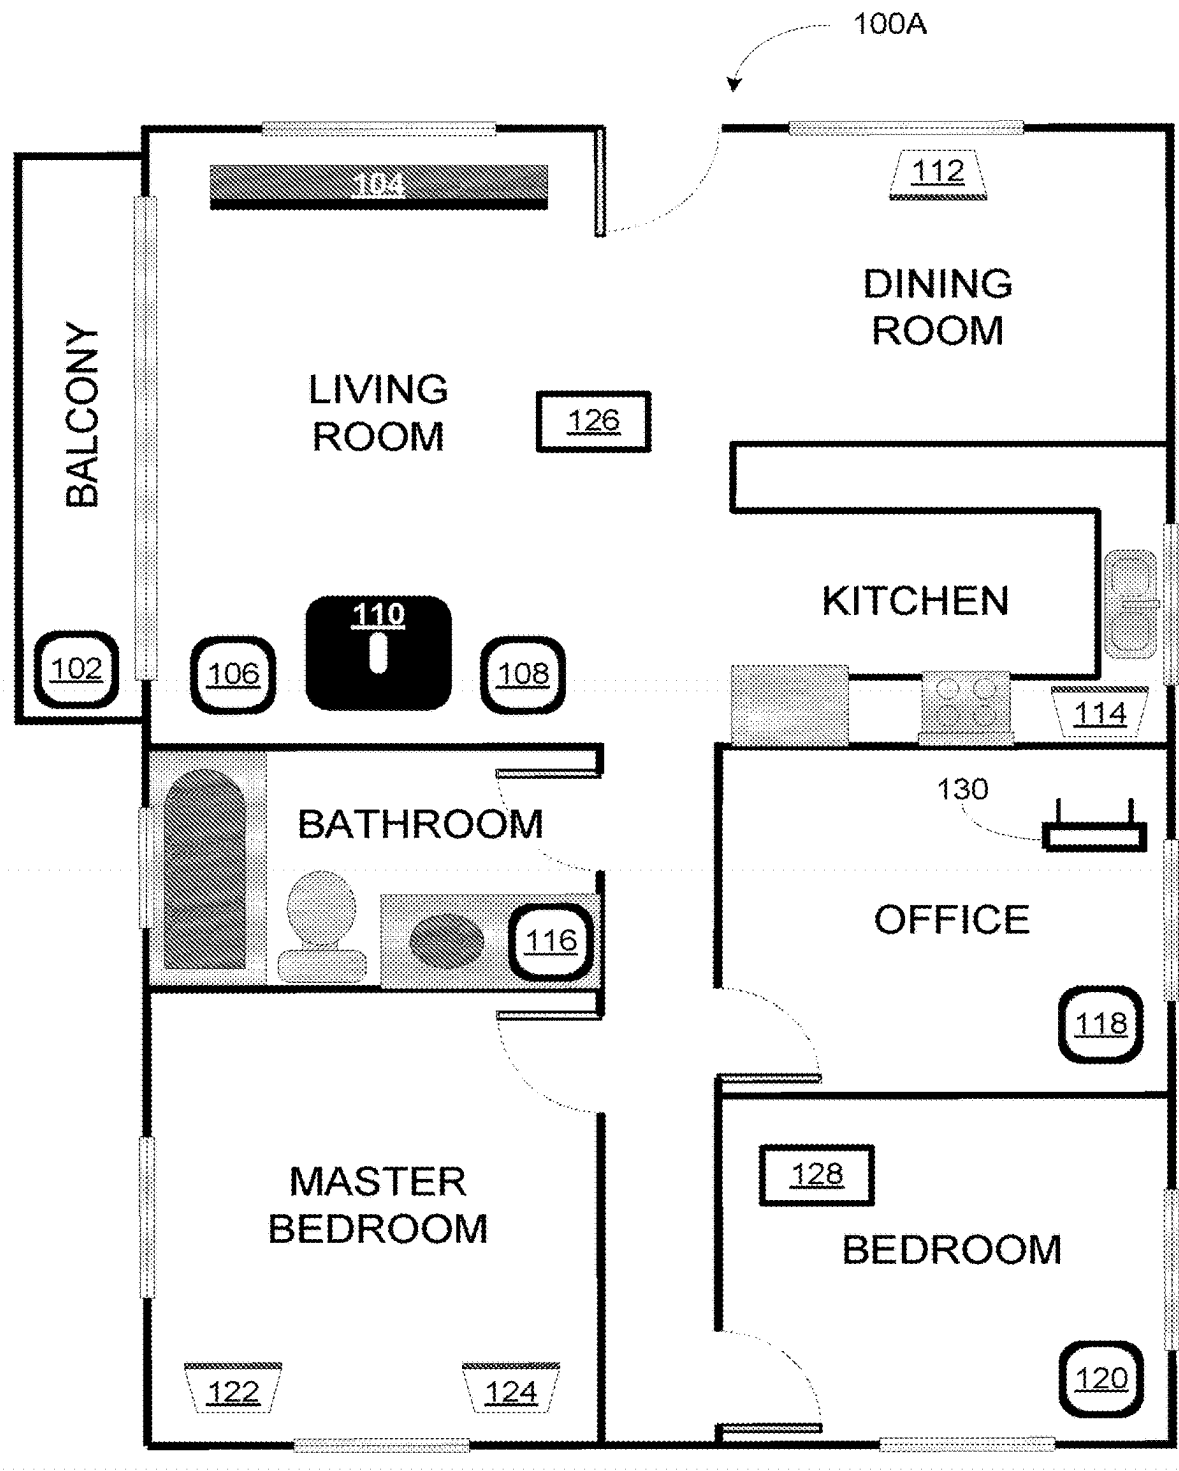 100A
104
112
DINING
ROOM
BALCONY
LIVING
ROOM
126
KITCHEN
110
102
106
108
114
130
BATHROOM
OFFICE
116
118
128
MASTER
BEDROOM
BEDROOM
122
124
120